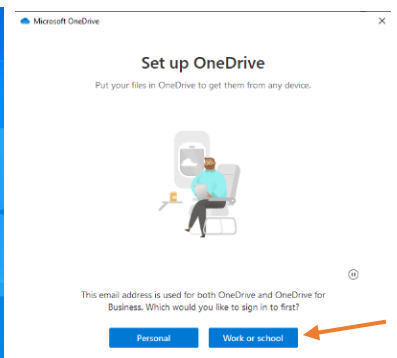 Microsoft OneDrive
Set up OneDrive
Put your files in OneDrive to get them from any device.
This email address is used for both OneDrive and OneDrive for
Business. Which would you like to sign in to first?
Personal Work or school